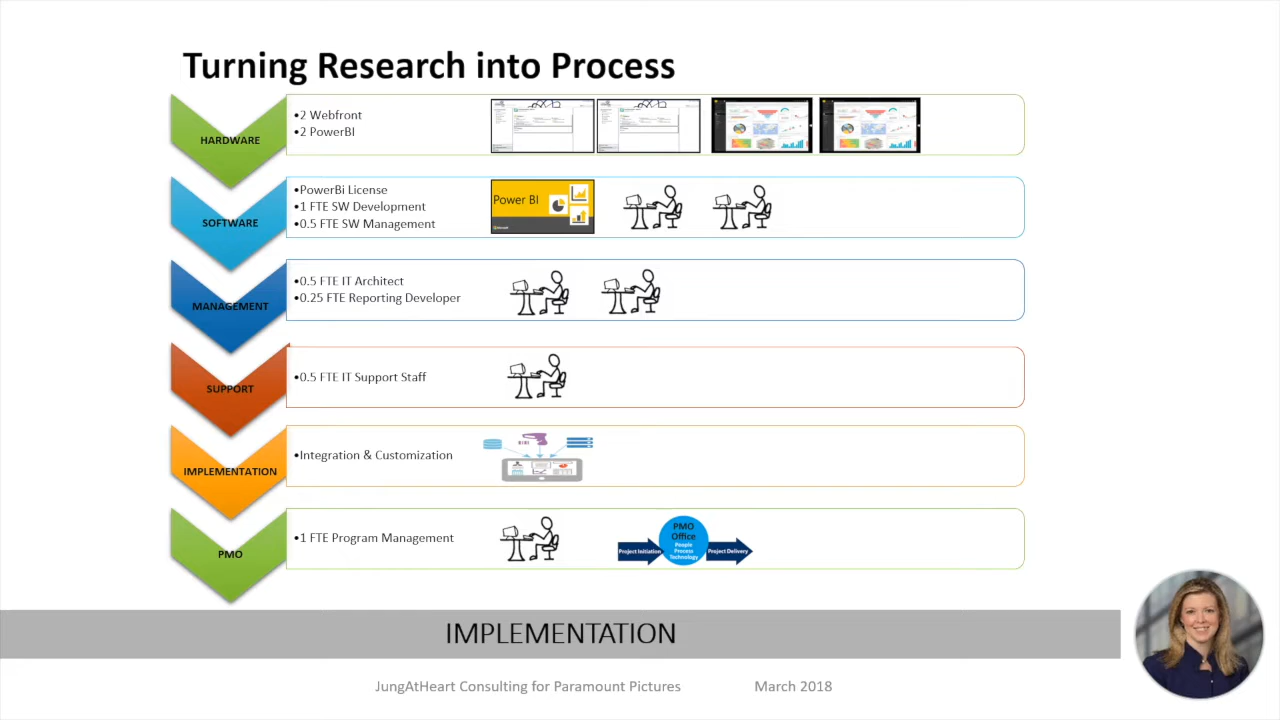 Turning Research into Process
HARDWARE
•2 Webfront
•2 PowerBI
SOFTWARE
•PowerBi License
•1 FTE SW Development
•0.5 FTE SW Management
Power BI
Microsoft
MANAGEMENT
•0.5 FTE IT Architect
•0.25 FTE Reporting Developer
SUPPORT
•0.5 FTE IT Support Staff
IMPLEMENTATION
•Integration & Customization
PMO
•1 FTE Program Management
Project Initiation
PMO
Office
People
Process
Technology
Project Delivery
IMPLEMENTATION
JungAtHeart Consulting for Paramount Pictures March 2018